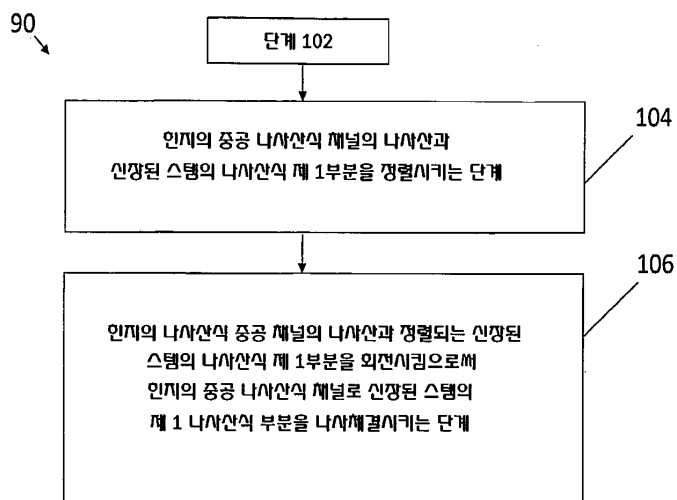 90
단계 102
힌지의 중공 나사산식 채널의 나사산과
신장된 스템의 나사산식 제 1부분을 정렬시키는 단계
104
106
힌지의 나사산식 중공 채널의 나사산과 정렬되는 신장된
스템의 나사산식 제 1부분을 회전시킴으로써
힌지의 중공 나사산식 채널로 신장된 스템의
제 1 나사산식 부분을 나사체결시키는 단계